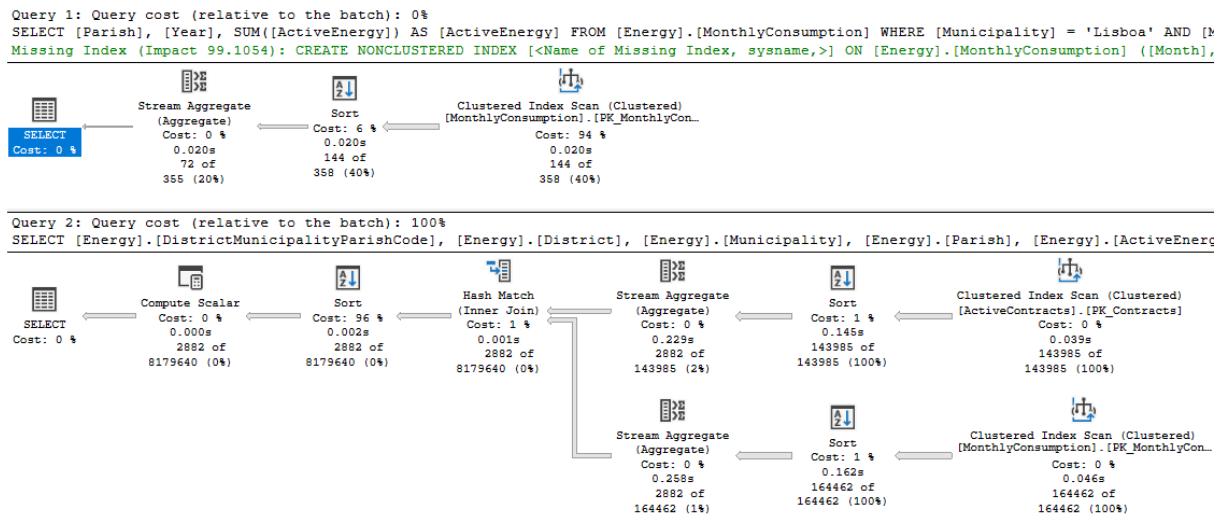 Query 1: Query cost (relative to the batch): 0%
SELECT [Parish], [Year], SUM([ActiveEnergy]) AS [ActiveEnergy] FROM [Energy].[MonthlyConsumption] WHERE [Municipality] = 'Lisboa' AND [M
Missing Index (Impact 99.1054): CREATE NONCLUSTERED INDEX [<Name of Missing Index, sysname,>] ON [Energy].[MonthlyConsumption] ([Month],
SELECT
Cost: 0 %
Stream Aggregate
(Aggregate)
Cost: 0 %
0.020s
72 of
355 (20%)
Sort
Cost: 6 %
0.020s
144 of
358 (40%)
Clustered Index Scan (Clustered)
[MonthlyConsumption].[PK_MonthlyCon…
Cost: 94 %
0.020s
144 of
358 (40%)
Query 2: Query cost (relative to the batch): 100%
SELECT [Energy].[DistrictMunicipalityParishCode], [Energy].[District], [Energy].[Municipality], [Energy].[Parish], [Energy].[ActiveEnerg
SELECT
Cost: 0 %
Compute Scalar
Cost: 0 %
0.000s
2882 of
8179640 (0%)
Sort
Cost: 96 %
0.002s
2882 of
8179640 (0%)
Hash Match
(Inner Join)
Cost: 1 %
0.001s
2882 of
8179640 (0%)
Stream Aggregate
(Aggregate)
Cost: 0 %
0.229s
2882 of
143985 (2%)
Sort
Cost: 1 %
0.145s
143985 of
143985 (100%)
Clustered Index Scan (Clustered)
[ActiveContracts].[PK_Contracts]
Cost: 0 %
0.039s
143985 of
143985 (100%)
Stream Aggregate
(Aggregate)
Cost: 0 %
0.258s
2882 of
164462 (1%)
Sort
Cost: 1 %
0.162s
164462 of
164462 (100%)
Clustered Index Scan (Clustered)
[MonthlyConsumption].[PK_MonthlyCon…
Cost: 0 %
0.046s
164462 of
164462 (100%)